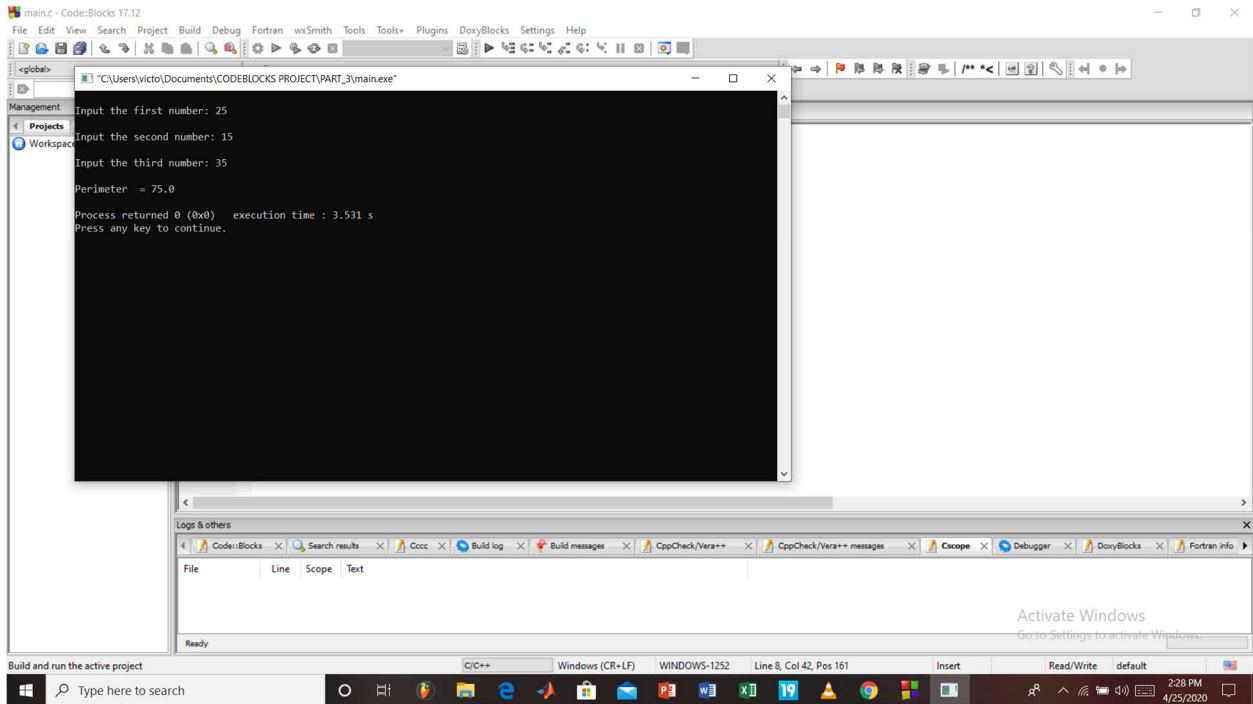 main.c - Code::Blocks 17.12
File Edit View Search Project Build Debug Fortran wxSmith Tools Tools+ Plugins DoxyBlocks Settings Help
<global>
/** *<
"C:\Users\victo\Documents\CODEBLOCKS PROJECT\PART_3\main.exe"
Management
Projects
Workspace
Input the first number: 25
Input the second number: 15
Input the third number: 35
Perimeter = 75.0
Process returned 0 (0x0) execution time : 3.531 s
Press any key to continue.
Logs & others
Code::Blocks Search results Cccc Build log Build messages CppCheck/Vera++ CppCheck/Vera++ messages Cscope Debugger DoxyBlocks Fortran info
File Line Scope Text
Activate Windows
Go to Settings to activate Windows.
Ready
Build and run the active project C/C++ Windows (CR+LF) WINDOWS-1252 Line 8, Col 42, Pos 161 Insert Read/Write default
Type here to search
19
2:28 PM
4/25/2020